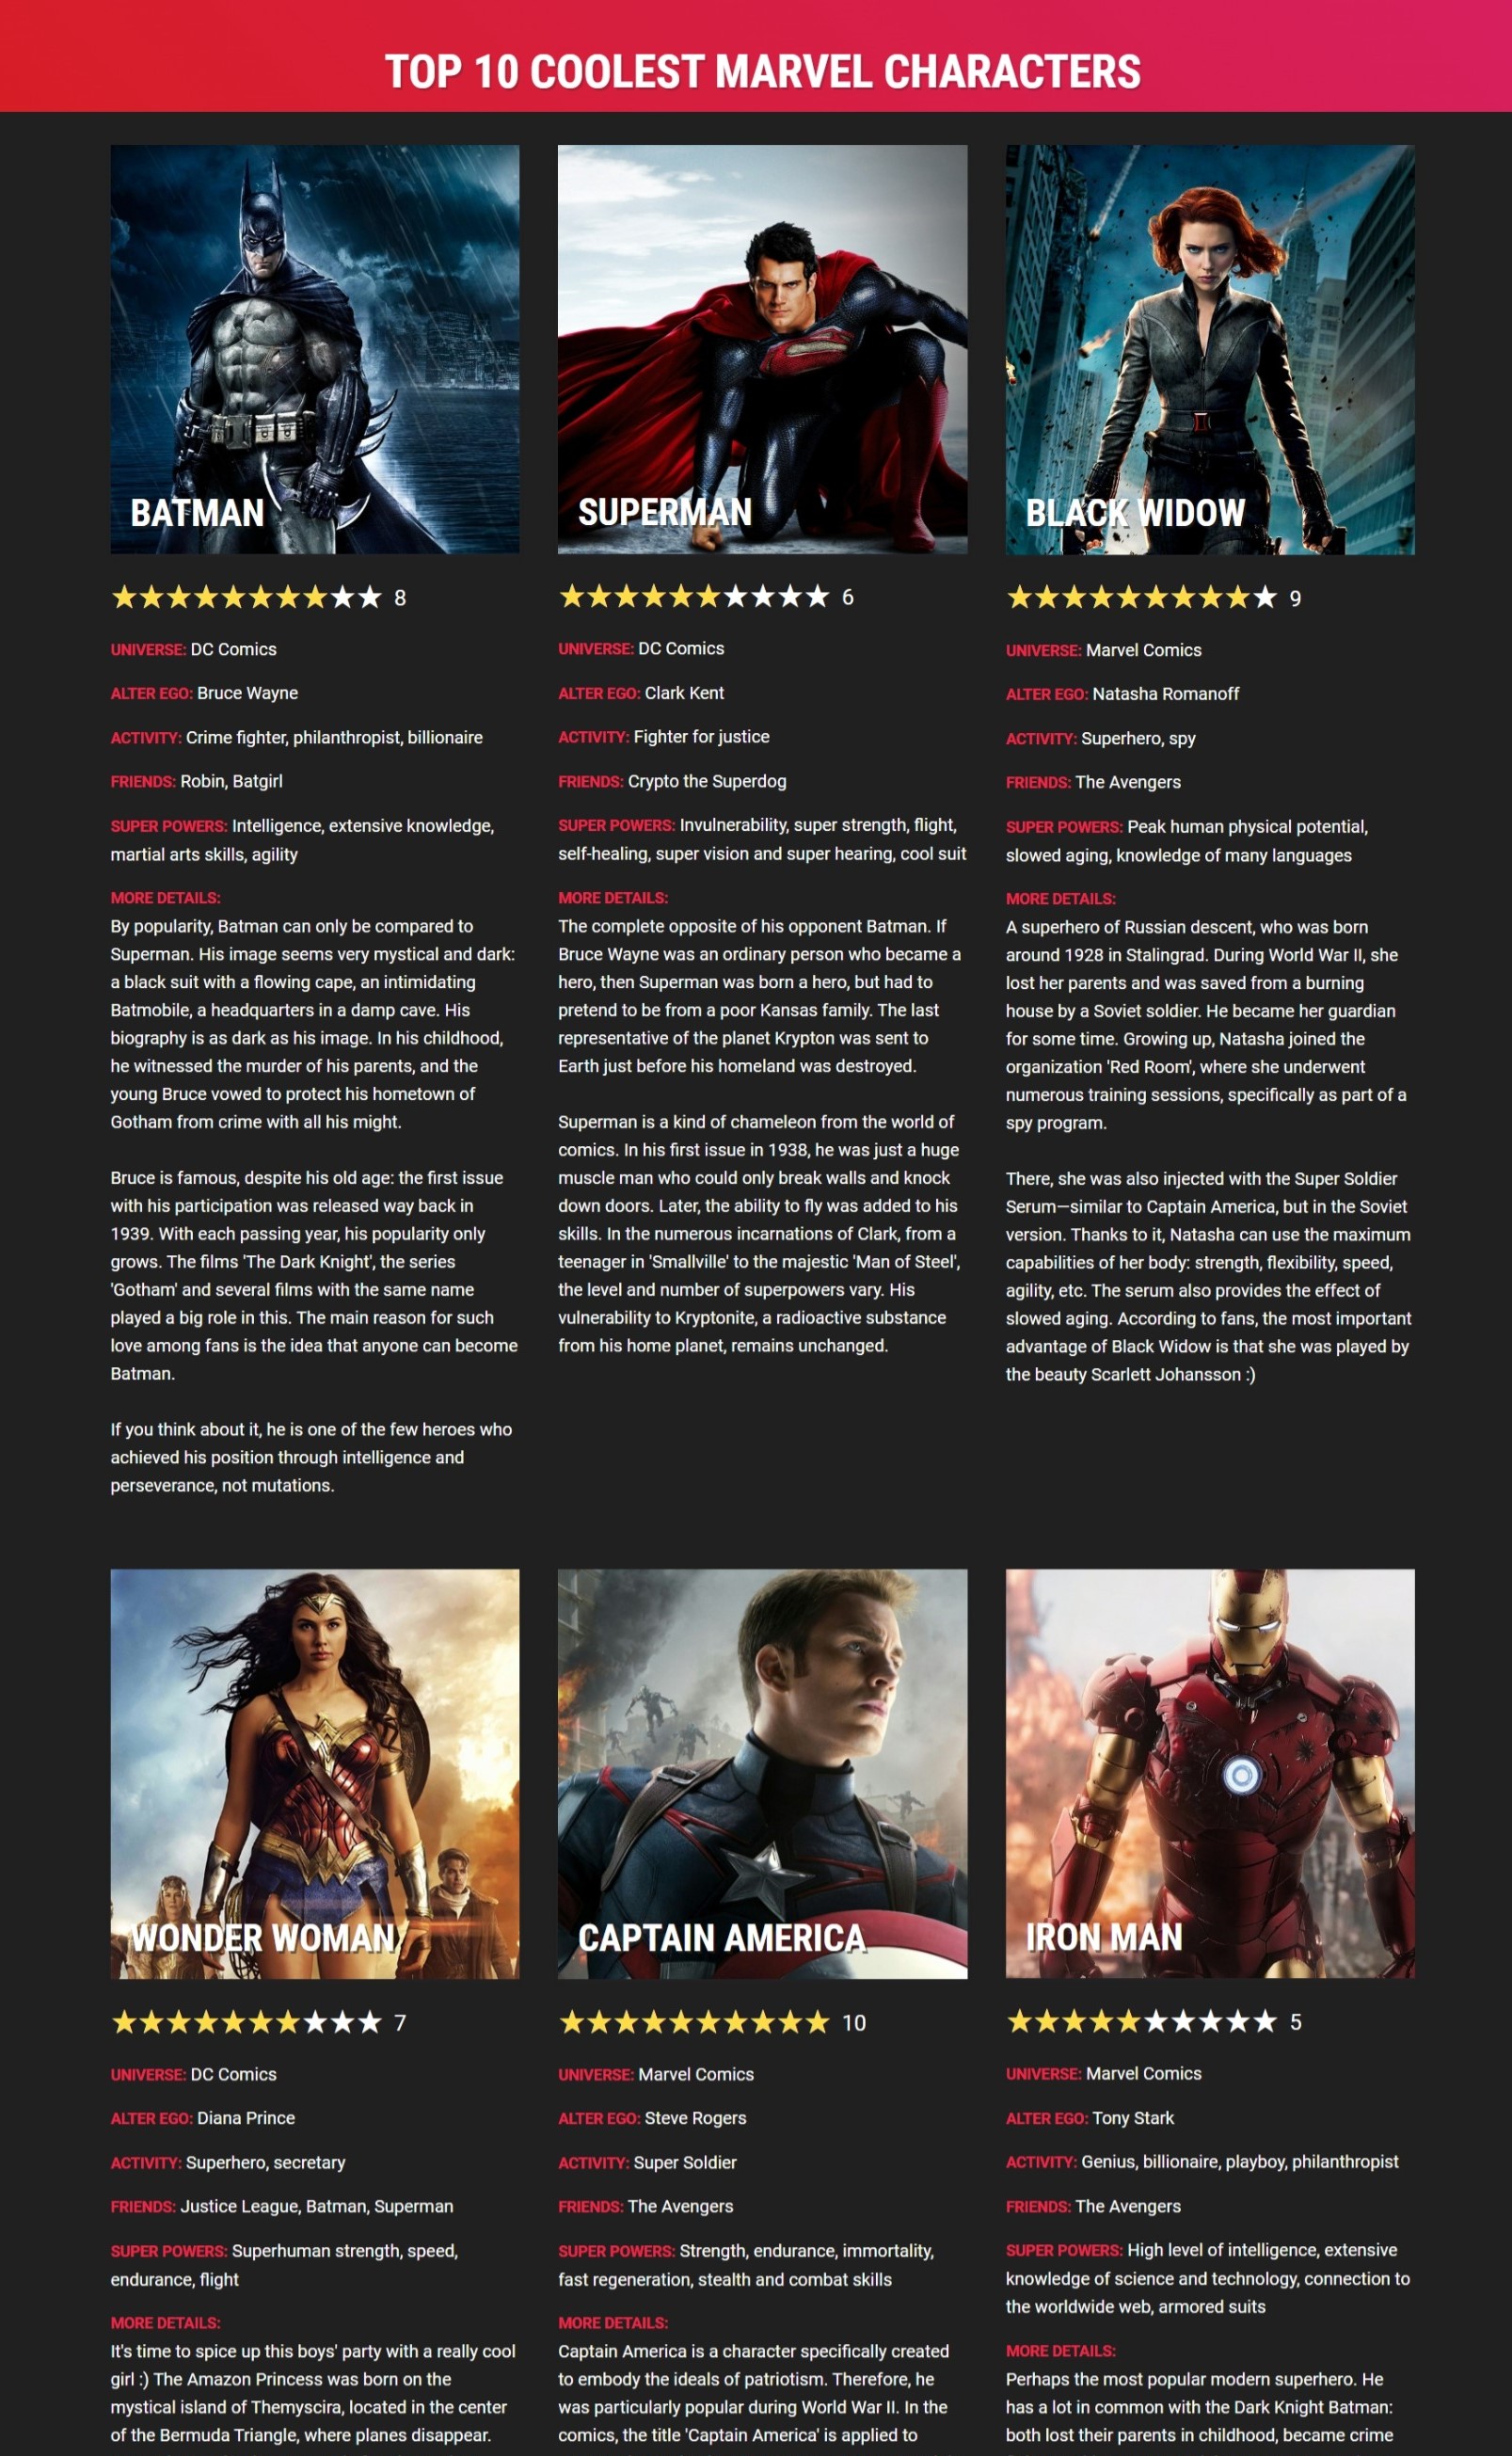 TOP 10 COOLEST MARVEL CHARACTERS
BATMAN
8
UNIVERSE: DC Comics
ALTER EGO: Bruce Wayne
ACTIVITY: Crime fighter, philanthropist, billionaire
FRIENDS: Robin, Batgirl
SUPER POWERS: Intelligence, extensive knowledge,
martial arts skills, agility
MORE DETAILS:
By popularity, Batman can only be compared to
Superman. His image seems very mystical and dark:
a black suit with a flowing cape, an intimidating
Batmobile, a headquarters in a damp cave. His
biography is as dark as his image. In his childhood,
he witnessed the murder of his parents, and the
young Bruce vowed to protect his hometown of
Gotham from crime with all his might.
Bruce is famous, despite his old age: the first issue
with his participation was released way back in
1939. With each passing year, his popularity only
grows. The films 'The Dark Knight', the series
'Gotham' and several films with the same name
played a big role in this. The main reason for such
love among fans is the idea that anyone can become
Batman.
If you think about it, he is one of the few heroes who
achieved his position through intelligence and
perseverance, not mutations.
SUPERMAN
6
UNIVERSE: DC Comics
ALTER EGO: Clark Kent
ACTIVITY: Fighter for justice
FRIENDS: Crypto the Superdog
SUPER POWERS: Invulnerability, super strength, flight,
self-healing, super vision and super hearing, cool suit
MORE DETAILS:
The complete opposite of his opponent Batman. If
Bruce Wayne was an ordinary person who became a
hero, then Superman was born a hero, but had to
pretend to be from a poor Kansas family. The last
representative of the planet Krypton was sent to
Earth just before his homeland was destroyed.
Superman is a kind of chameleon from the world of
comics. In his first issue in 1938, he was just a huge
muscle man who could only break walls and knock
down doors. Later, the ability to fly was added to his
skills. In the numerous incarnations of Clark, from a
teenager in 'Smallville' to the majestic 'Man of Steel',
the level and number of superpowers vary. His
vulnerability to Kryptonite, a radioactive substance
from his home planet, remains unchanged.
BLACK WIDOW
9
UNIVERSE: Marvel Comics
ALTER EGO: Natasha Romanoff
ACTIVITY: Superhero, spy
FRIENDS: The Avengers
SUPER POWERS: Peak human physical potential,
slowed aging, knowledge of many languages
MORE DETAILS:
A superhero of Russian descent, who was born
around 1928 in Stalingrad. During World War II, she
lost her parents and was saved from a burning
house by a Soviet soldier. He became her guardian
for some time. Growing up, Natasha joined the
organization 'Red Room', where she underwent
numerous training sessions, specifically as part of a
spy program.
There, she was also injected with the Super Soldier
Serum—similar to Captain America, but in the Soviet
version. Thanks to it, Natasha can use the maximum
capabilities of her body: strength, flexibility, speed,
agility, etc. The serum also provides the effect of
slowed aging. According to fans, the most important
advantage of Black Widow is that she was played by
the beauty Scarlett Johansson :)
WONDER WOMAN
7
UNIVERSE: DC Comics
ALTER EGO: Diana Prince
ACTIVITY: Superhero, secretary
FRIENDS: Justice League, Batman, Superman
SUPER POWERS: Superhuman strength, speed,
endurance, flight
MORE DETAILS:
It's time to spice up this boys' party with a really cool
girl :) The Amazon Princess was born on the
mystical island of Themyscira, located in the center
of the Bermuda Triangle, where planes disappear.
CAPTAIN AMERICA
10
UNIVERSE: Marvel Comics
ALTER EGO: Steve Rogers
ACTIVITY: Super Soldier
FRIENDS: The Avengers
SUPER POWERS: Strength, endurance, immortality,
fast regeneration, stealth and combat skills
MORE DETAILS:
Captain America is a character specifically created
to embody the ideals of patriotism. Therefore, he
was particularly popular during World War II. In the
comics, the title 'Captain America' is applied to
IRON MAN
5
UNIVERSE: Marvel Comics
ALTER EGO: Tony Stark
ACTIVITY: Genius, billionaire, playboy, philanthropist
FRIENDS: The Avengers
SUPER POWERS: High level of intelligence, extensive
knowledge of science and technology, connection to
the worldwide web, armored suits
MORE DETAILS:
Perhaps the most popular modern superhero. He
has a lot in common with the Dark Knight Batman:
both lost their parents in childhood, became crime